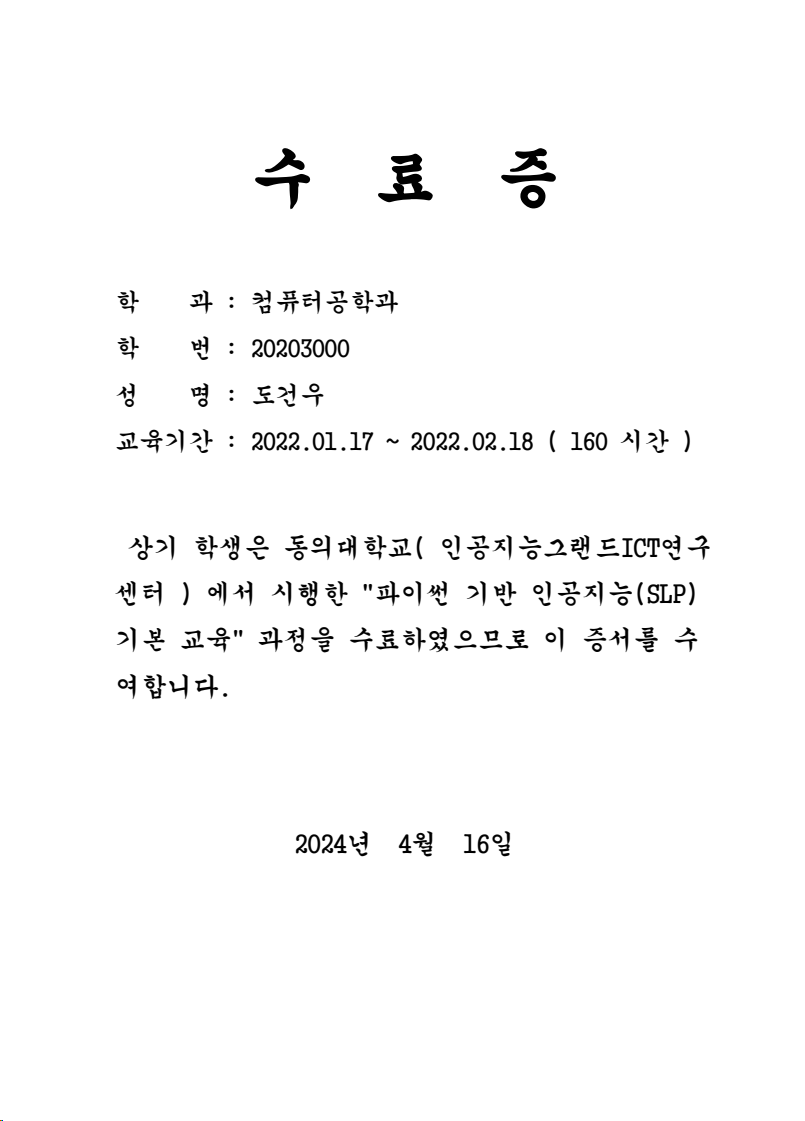 수 료 증
학 과 : 컴퓨터공학과
학 번 : 20203000
성 명 : 도건우
교육기간 : 2022.01.17 ~ 2022.02.18 ( 160 시간 )
상기 학생은 동의대학교( 인공지능그랜드ICT연구
센터 ) 에서 시행한 "파이썬 기반 인공지능(SLP)
기본 교육" 과정을 수료하였으므로 이 증서를 수
여합니다.
2024년 4월 16일